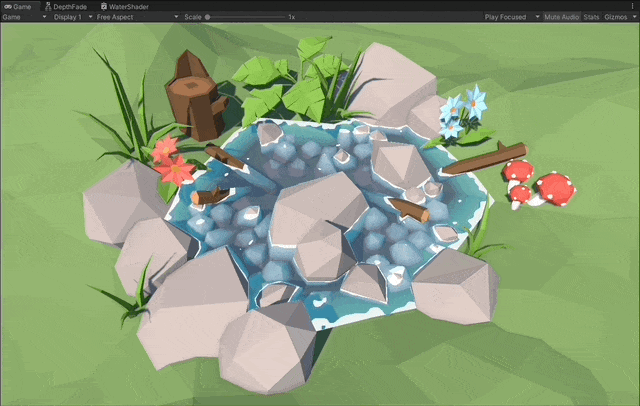 Game DepthFade WaterShader
Game Display 1 Free Aspect Scale 1x Play Focused Mute Audio Stats Gizmos